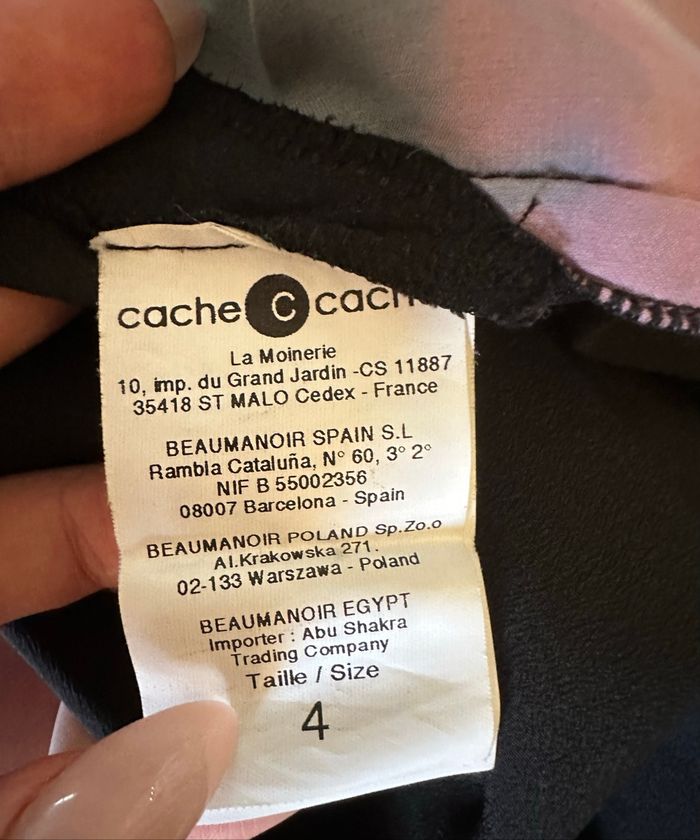 cache c cach
La Moinerie
10, imp. du Grand Jardin -CS 11887
35418 ST MALO Cedex - France
BEAUMANOIR SPAIN S.L
Rambla Cataluña, N° 60, 3° 2°
NIF B 55002356
08007 Barcelona - Spain
BEAUMANOIR POLAND Sp.Zo.o
Al.Krakowska 271.
02-133 Warszawa - Poland
BEAUMANOIR EGYPT
Importer : Abu Shakra
Trading Company
Taille / Size
4